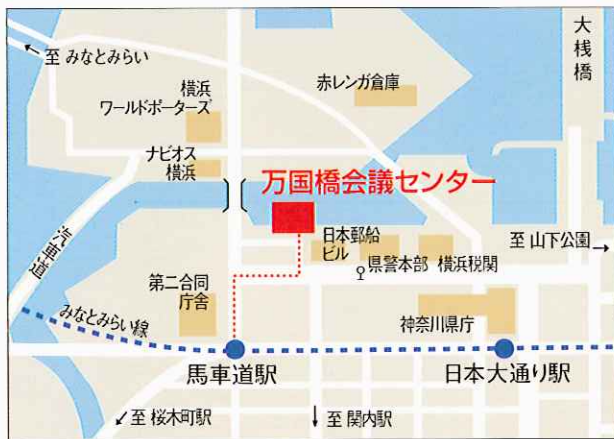 至 みなとみらい
大桟橋
横浜
ワールドポーターズ
赤レンガ倉庫
ナビオス
横浜
万国橋会議センター
汽車道
日本郵船
ビル
県警本部
横浜税関
至 山下公園
第二合同
庁舎
みなとみらい線
神奈川県庁
馬車道駅
日本大通り駅
至 桜木町駅
至 関内駅